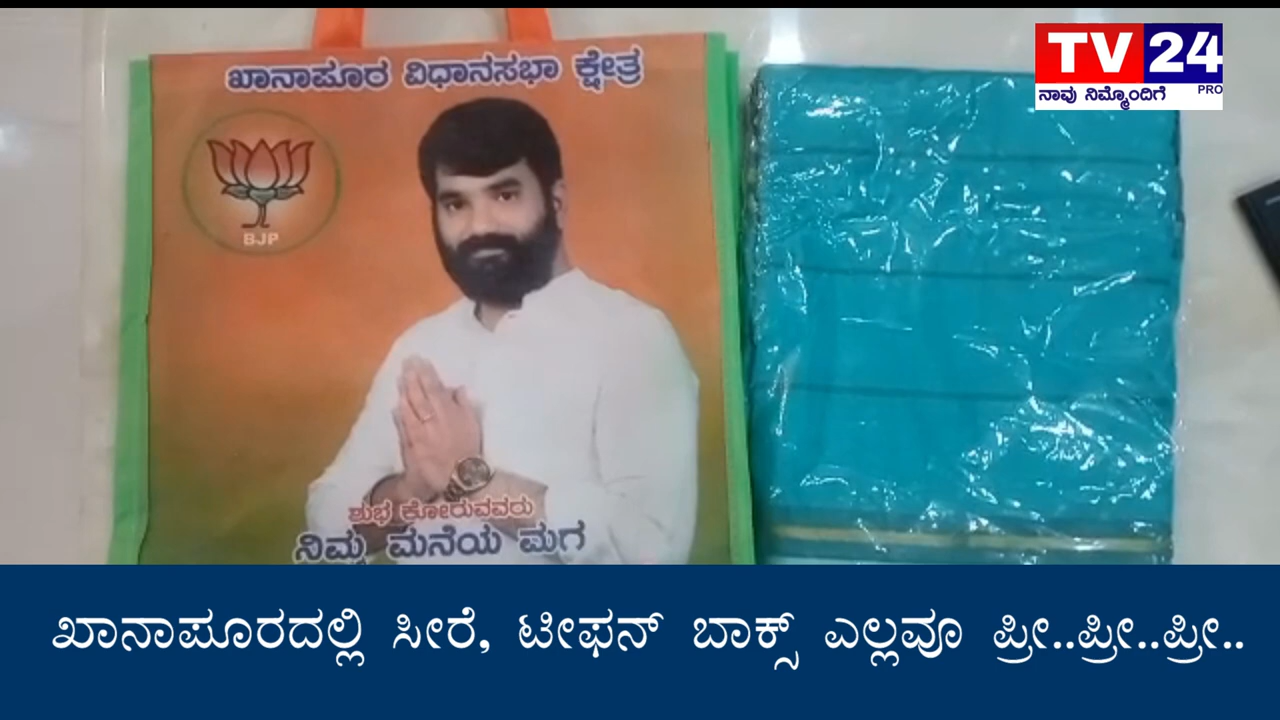 ಖಾನಾಪೂರ ವಿಧಾನಸಭಾ ಕ್ಷೇತ್ರ
BJP
ಶುಭ ಕೋರುವವರು
ನಿಮ್ಮ ಮನೆಯ ಮಗ
TV 24
PRO
ನಾವು ನಿಮ್ಮೊಂದಿಗೆ
ಖಾನಾಪೂರದಲ್ಲಿ ಸೀರೆ, ಟೀಫನ್ ಬಾಕ್ಸ್ ಎಲ್ಲವೂ ಪ್ರೀ..ಪ್ರೀ..ಪ್ರೀ..